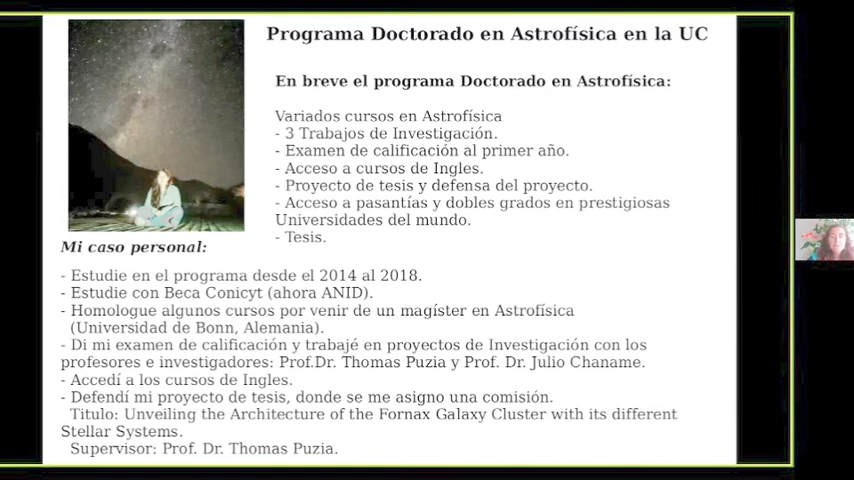 Programa Doctorado en Astrofísica en la UC
En breve el programa Doctorado en Astrofísica:
Variados cursos en Astrofísica
- 3 Trabajos de Investigación.
- Examen de calificación al primer año.
- Acceso a cursos de Ingles.
- Proyecto de tesis y defensa del proyecto.
- Acceso a pasantías y dobles grados en prestigiosas
Universidades del mundo.
- Tesis.
Mi caso personal:
- Estudie en el programa desde el 2014 al 2018.
- Estudie con Beca Conicyt (ahora ANID).
- Homologue algunos cursos por venir de un magíster en Astrofísica
(Universidad de Bonn, Alemania).
- Di mi examen de calificación y trabajé en proyectos de Investigación con los
profesores e investigadores: Prof.Dr. Thomas Puzia y Prof. Dr. Julio Chaname.
- Accedí a los cursos de Ingles.
- Defendí mi proyecto de tesis, donde se me asigno una comisión.
Titulo: Unveiling the Architecture of the Fornax Galaxy Cluster with its different
Stellar Systems.
Supervisor: Prof. Dr. Thomas Puzia.